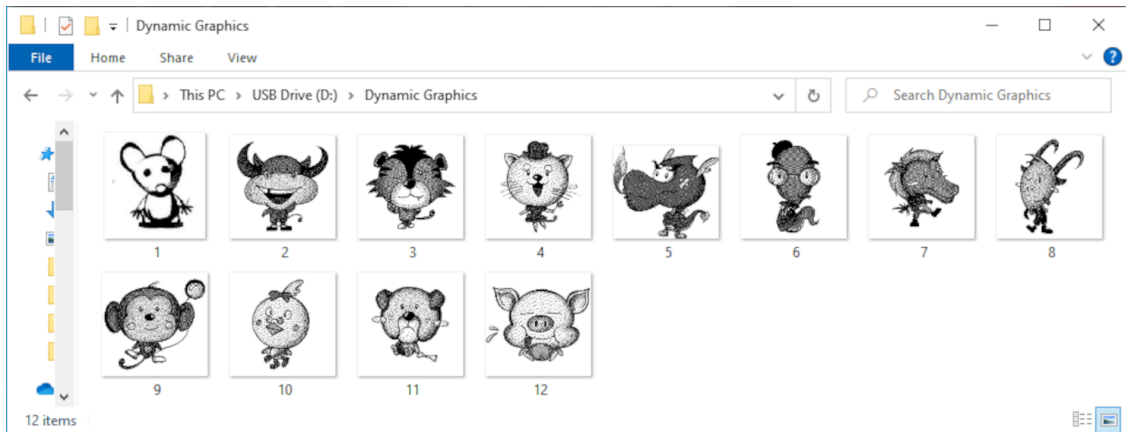 Dynamic Graphics
File Home Share View
This PC > USB Drive (D:) > Dynamic Graphics
Search Dynamic Graphics
1 2 3 4 5 6 7 8
9 10 11 12
12 items